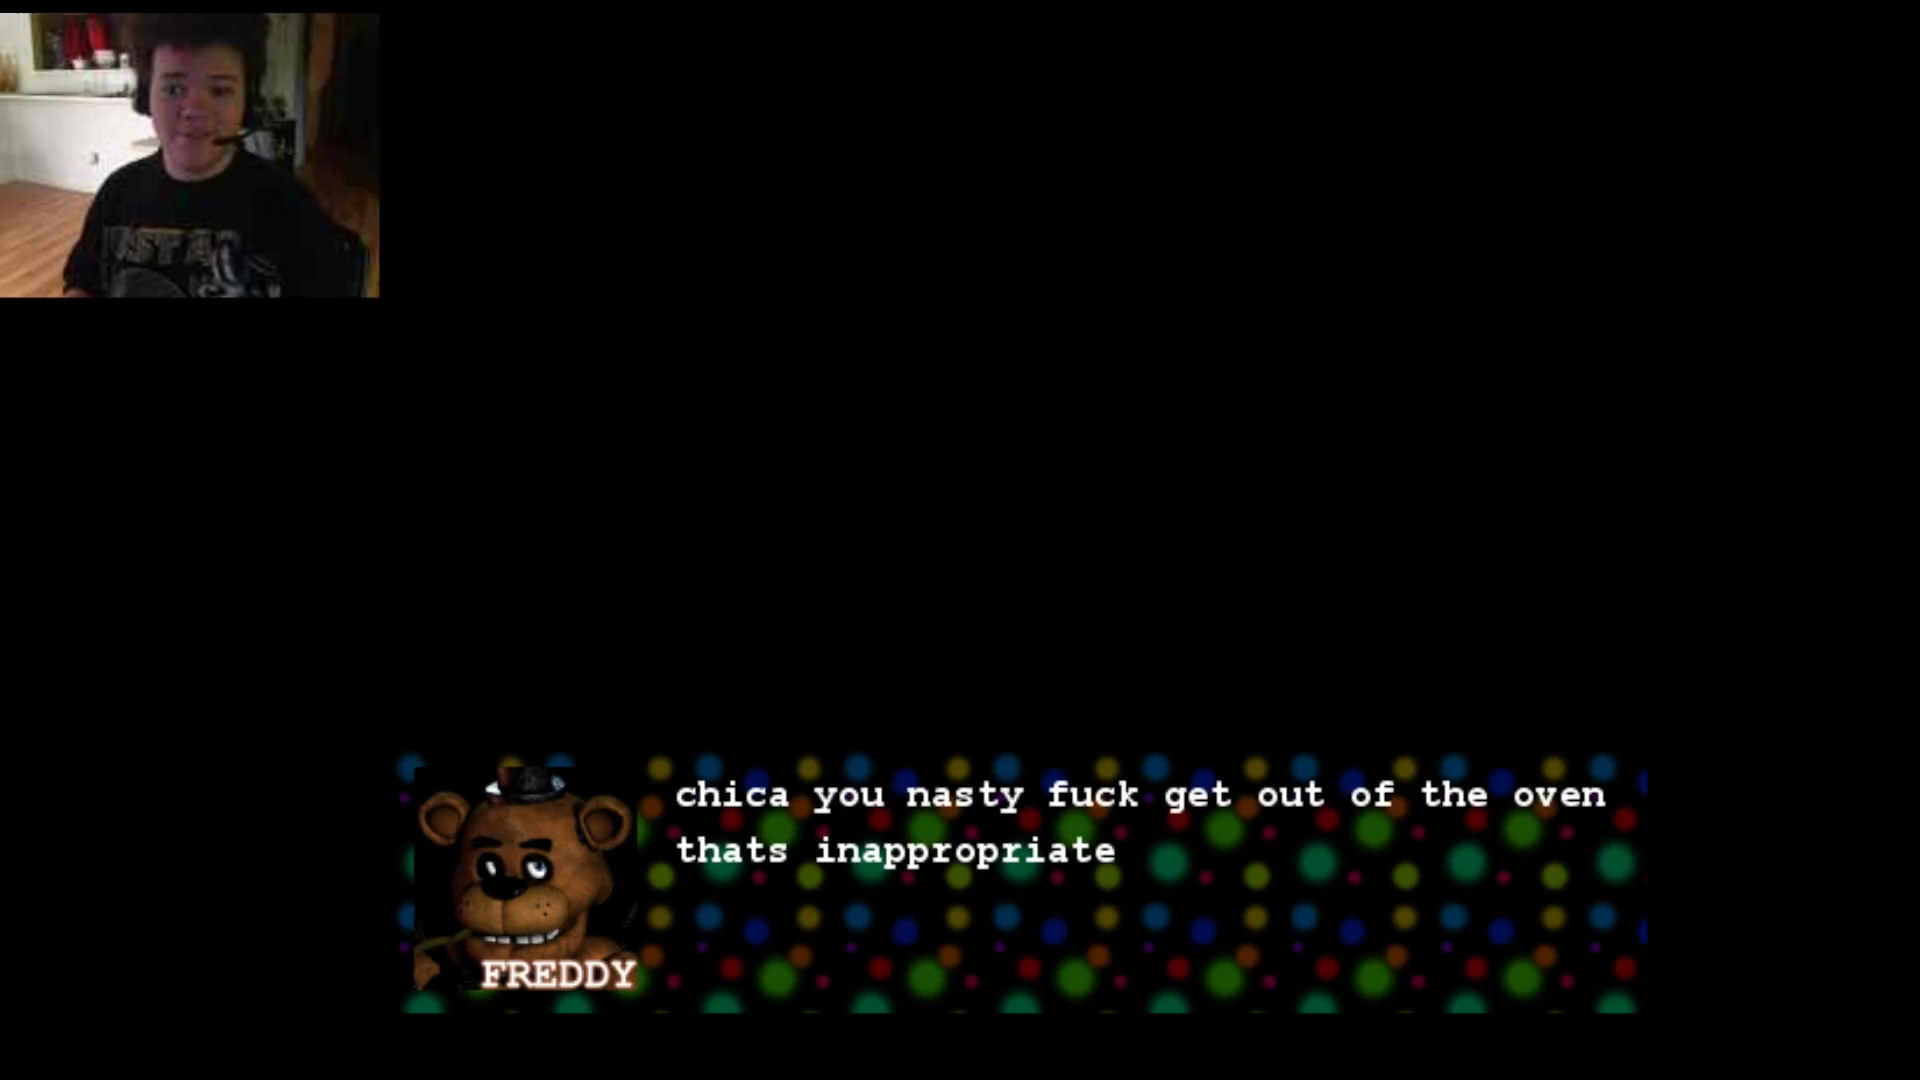 chica you nasty fuck get out of the oven
thats inappropriate
FREDDY